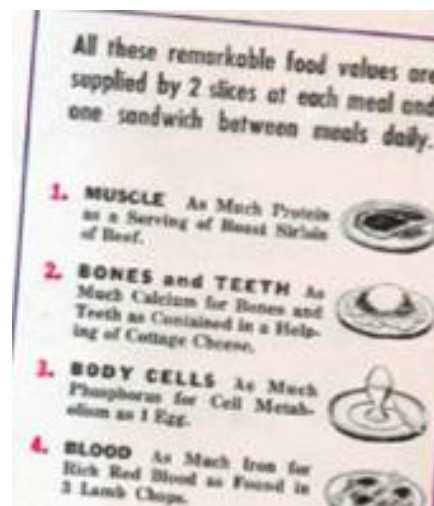 All these remarkable food values are
supplied by 2 slices at each meal and
one sandwich between meals daily.
1. MUSCLE As Much Protein
as a Serving of Roast Sirloin
of Beef.
2. BONES and TEETH As
Much Calcium for Bones and
Teeth as Contained in a Help-
ing of Cottage Cheese.
3. BODY CELLS As Much
Phosphorus for Cell Metab-
olism as 1 Egg.
4. BLOOD As Much Iron for
Rich Red Blood as Found in
3 Lamb Chops.